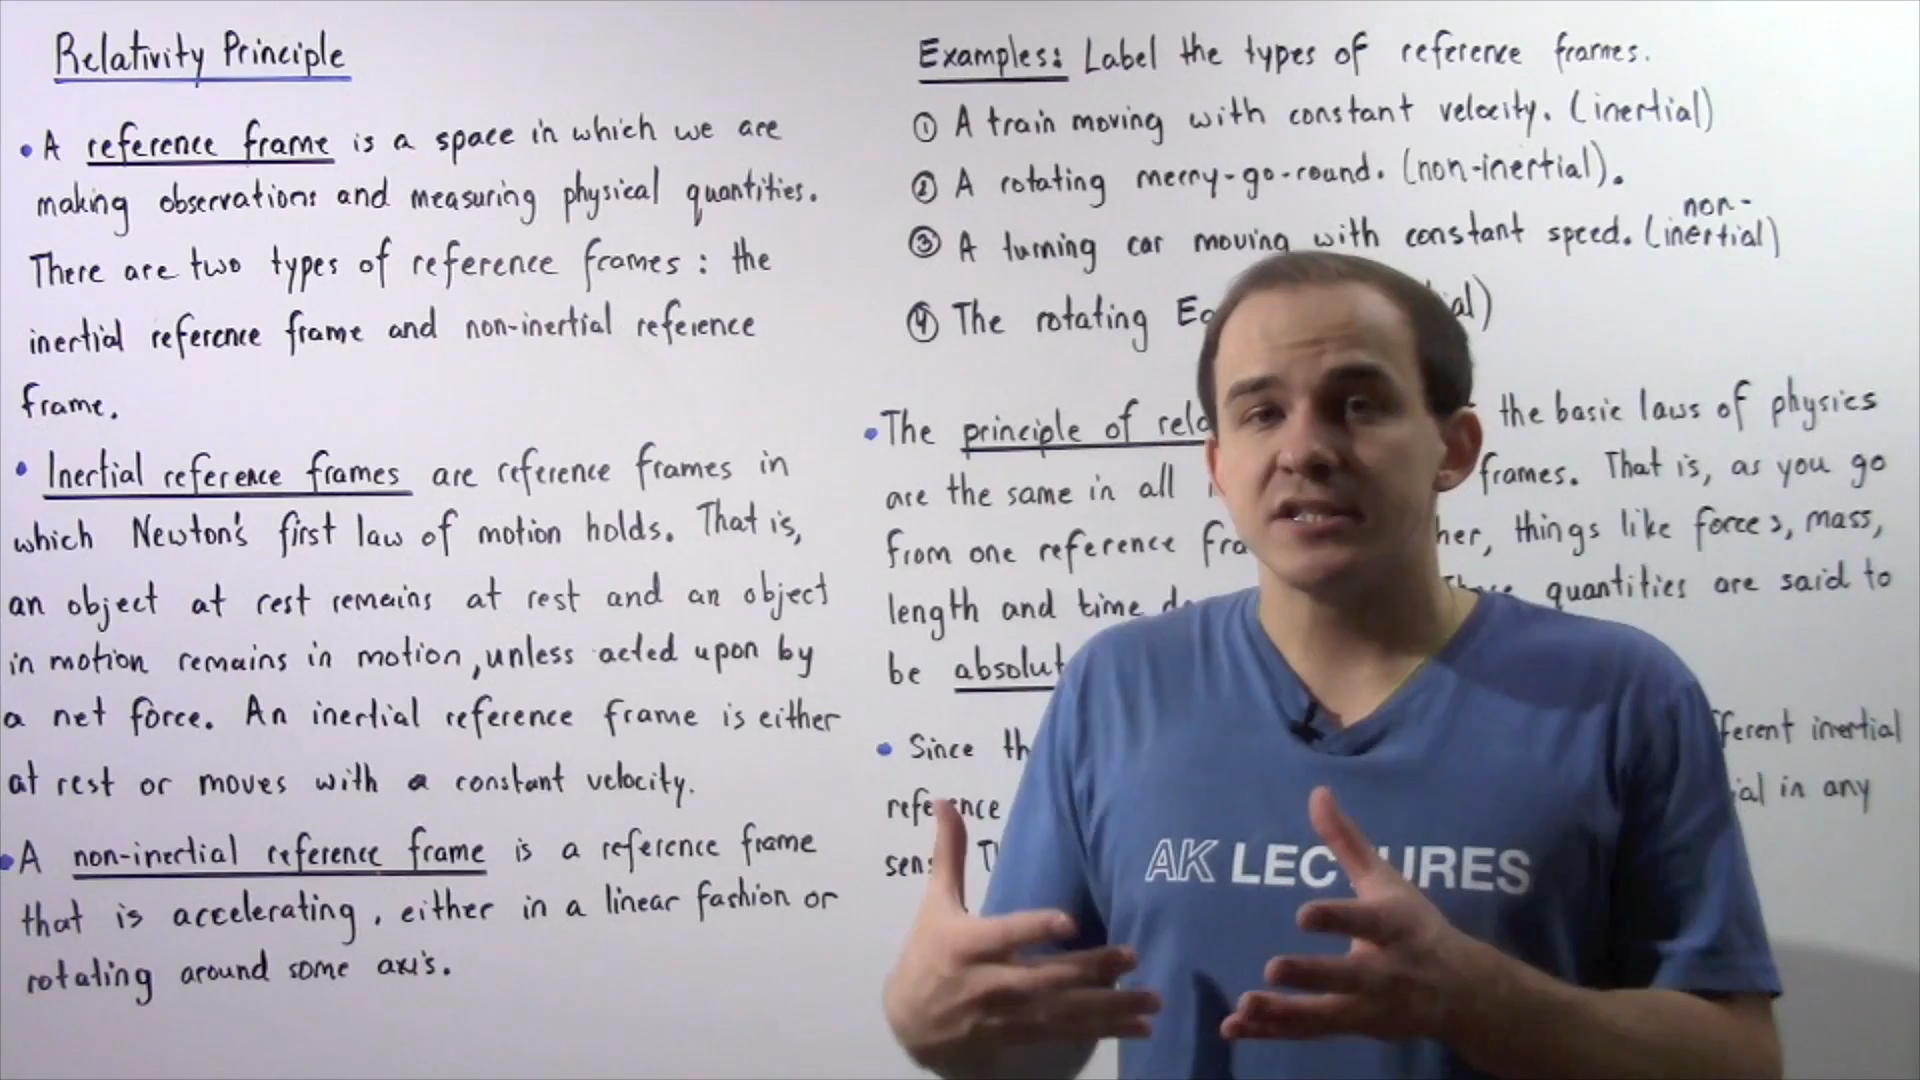 Relativity Principle
• A reference frame is a space in which we are
making observations and measuring physical quantities.
There are two types of reference frames : the
inertial reference frame and non-inertial reference
frame.
• Inertial reference frames are reference frames in
which Newton's first law of motion holds. That is,
an object at rest remains at rest and an object
in motion remains in motion, unless acted upon by
a net force. An inertial reference frame is either
at rest or moves with a constant velocity.
• A non-inertial reference frame is a reference frame
that is accelerating, either in a linear fashion or
rotating around some axis.
Examples: Label the types of reference frames.
① A train moving with constant velocity. (inertial)
② A rotating merry-go-round. (non-inertial).
③ A turning car moving with constant speed. (non-inertial)
④ The rotating
• The principle of the basic laws of physics
are the same in all frames. That is, as you go
from one reference things like forces, mass,
length and time quantities are said to
be
• Since inertial
reference in any
AK LECTURES